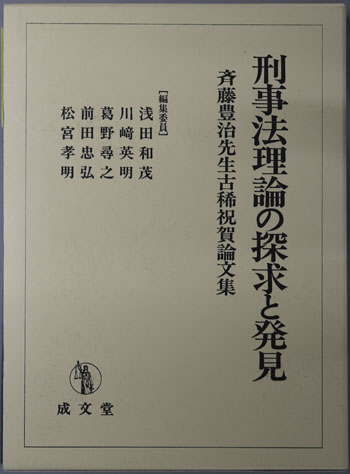 刑事法理論の探求と発見
斉藤豊治先生古稀祝賀論文集
［編集委員］
浅田和茂
川﨑英明
葛野尋之
前田忠弘
松宮孝明
成文堂